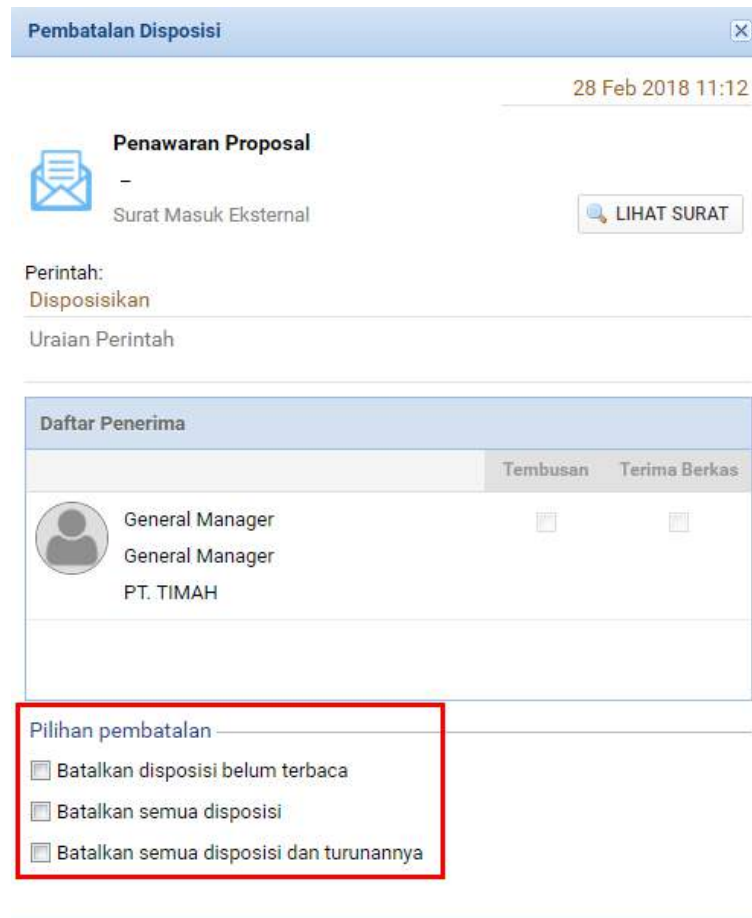 Pembatalan Disposisi
28 Feb 2018 11:12
Penawaran Proposal
–
Surat Masuk Eksternal
LIHAT SURAT
Perintah:
Disposisikan
Uraian Perintah
Daftar Penerima
Tembusan Terima Berkas
General Manager
General Manager
PT. TIMAH
Pilihan pembatalan
Batalkan disposisi belum terbaca
Batalkan semua disposisi
Batalkan semua disposisi dan turunannya